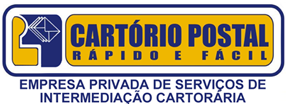 CARTÓRIO POSTAL
RÁPIDO E FÁCIL
EMPRESA PRIVADA DE SERVIÇOS DE
INTERMEDIAÇÃO CARTORÁRIA